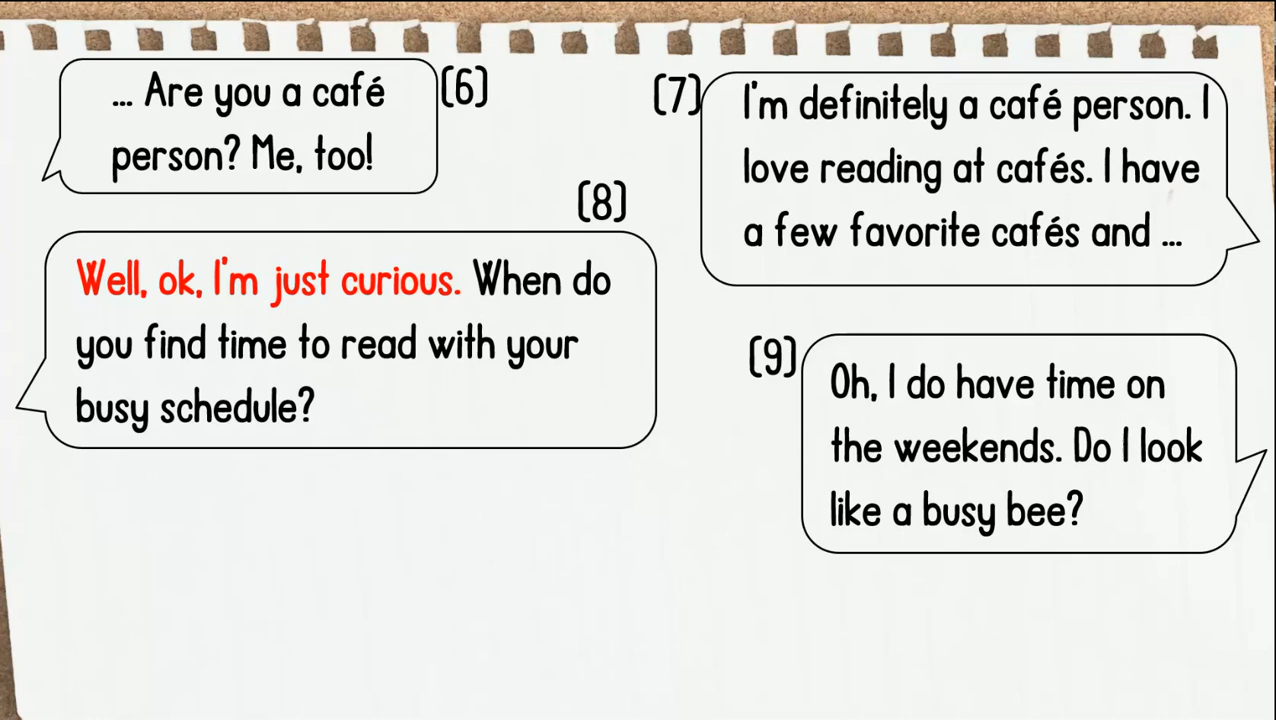 ... Are you a café
person? Me, too!
(6)
(7)
I'm definitely a café person. I
love reading at cafés. I have
a few favorite cafés and ...
(8)
Well, ok, I'm just curious. When do
you find time to read with your
busy schedule?
(9)
Oh, I do have time on
the weekends. Do I look
like a busy bee?